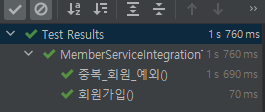 Test Results 1 s 760 ms
MemberServiceIntegrationT 1 s 760 ms
중복_회원_예외() 1 s 690 ms
회원가입() 70 ms